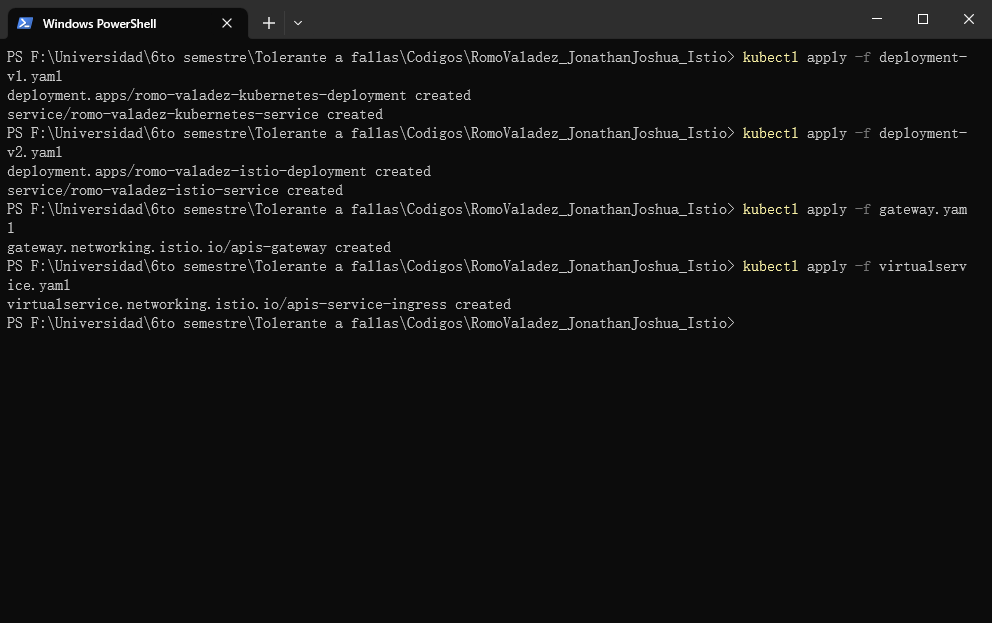 Windows PowerShell
PS F:\Universidad\6to semestre\Tolerante a fallas\Codigos\RomoValadez_JonathanJoshua_Istio> kubectl apply -f deployment-
v1.yaml
deployment.apps/romo-valadez-kubernetes-deployment created
service/romo-valadez-kubernetes-service created
PS F:\Universidad\6to semestre\Tolerante a fallas\Codigos\RomoValadez_JonathanJoshua_Istio> kubectl apply -f deployment-
v2.yaml
deployment.apps/romo-valadez-istio-deployment created
service/romo-valadez-istio-service created
PS F:\Universidad\6to semestre\Tolerante a fallas\Codigos\RomoValadez_JonathanJoshua_Istio> kubectl apply -f gateway.yam
l
gateway.networking.istio.io/apis-gateway created
PS F:\Universidad\6to semestre\Tolerante a fallas\Codigos\RomoValadez_JonathanJoshua_Istio> kubectl apply -f virtualserv
ice.yaml
virtualservice.networking.istio.io/apis-service-ingress created
PS F:\Universidad\6to semestre\Tolerante a fallas\Codigos\RomoValadez_JonathanJoshua_Istio>